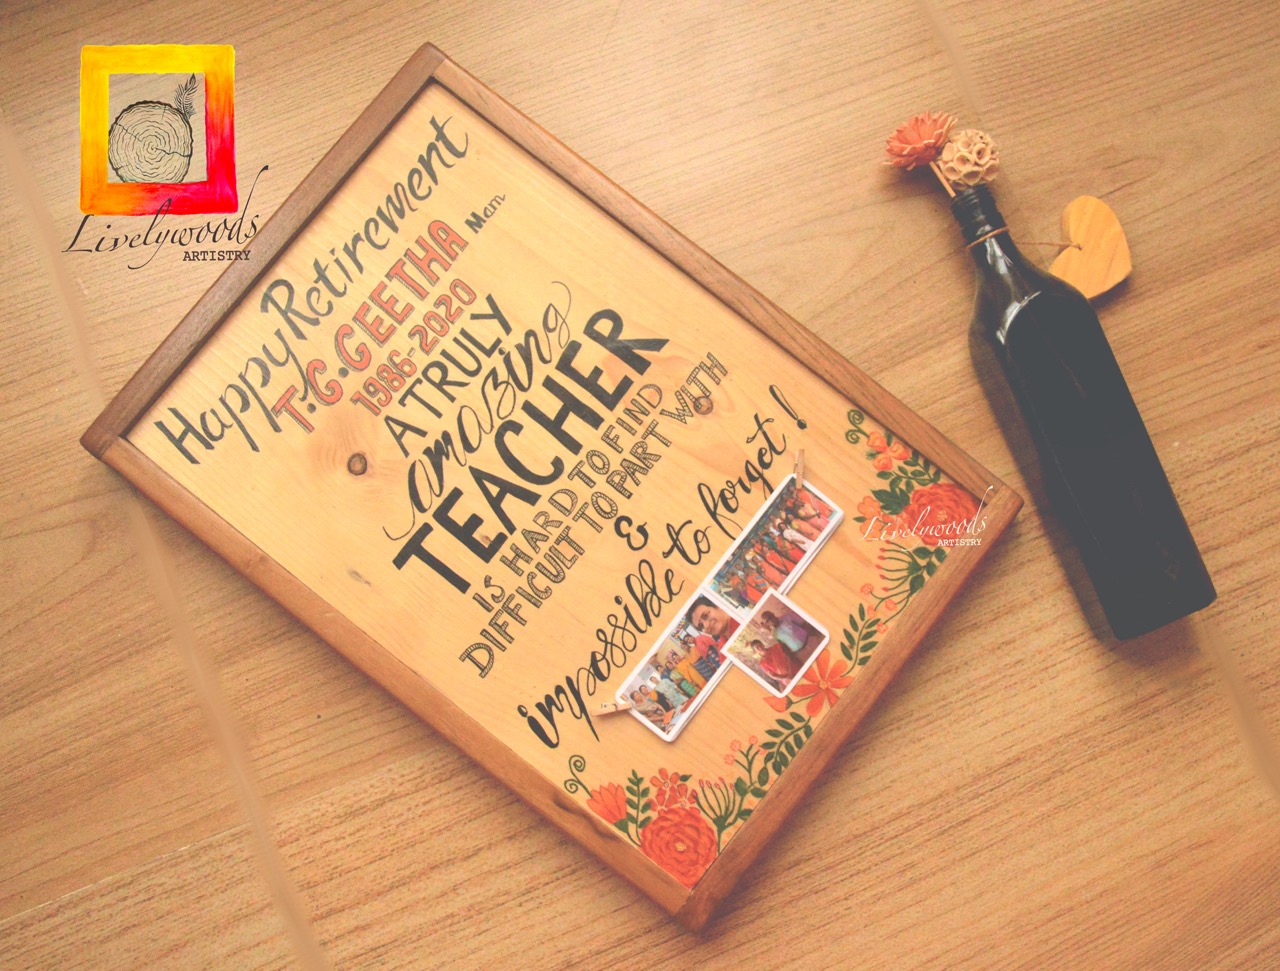 Livelywoods
ARTISTRY
Happy Retirement
T.C.GEETHA Mam
1986-2020
A TRULY
amazing
TEACHER
IS HARD TO FIND
DIFFICULT TO PART WITH
&
impossible to forget!
Livelywoods
ARTISTRY